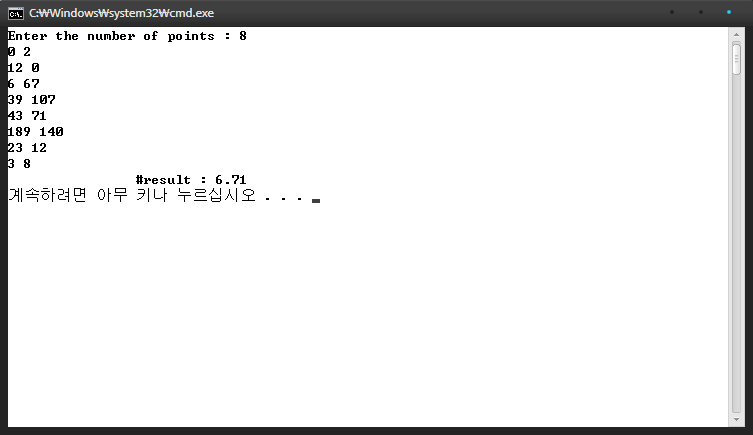 C:₩Windows₩system32₩cmd.exe
Enter the number of points : 8
0 2
12 0
6 67
39 107
43 71
189 140
23 12
3 8
#result : 6.71
계속하려면 아무 키나 누르십시오 . . .